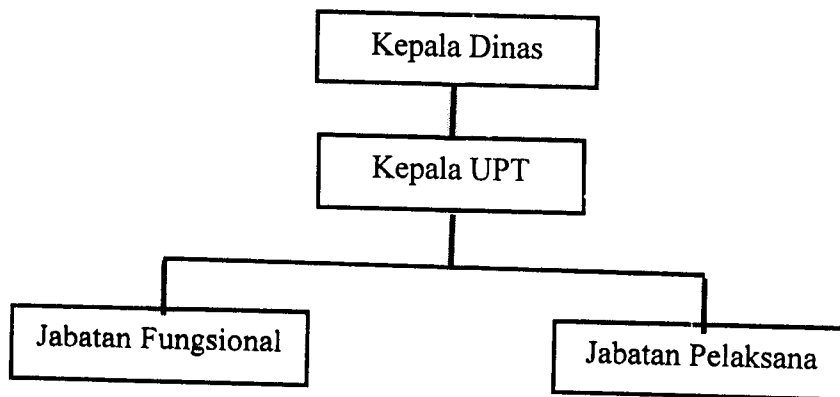 Kepala Dinas
Kepala UPT
Jabatan Fungsional
Jabatan Pelaksana